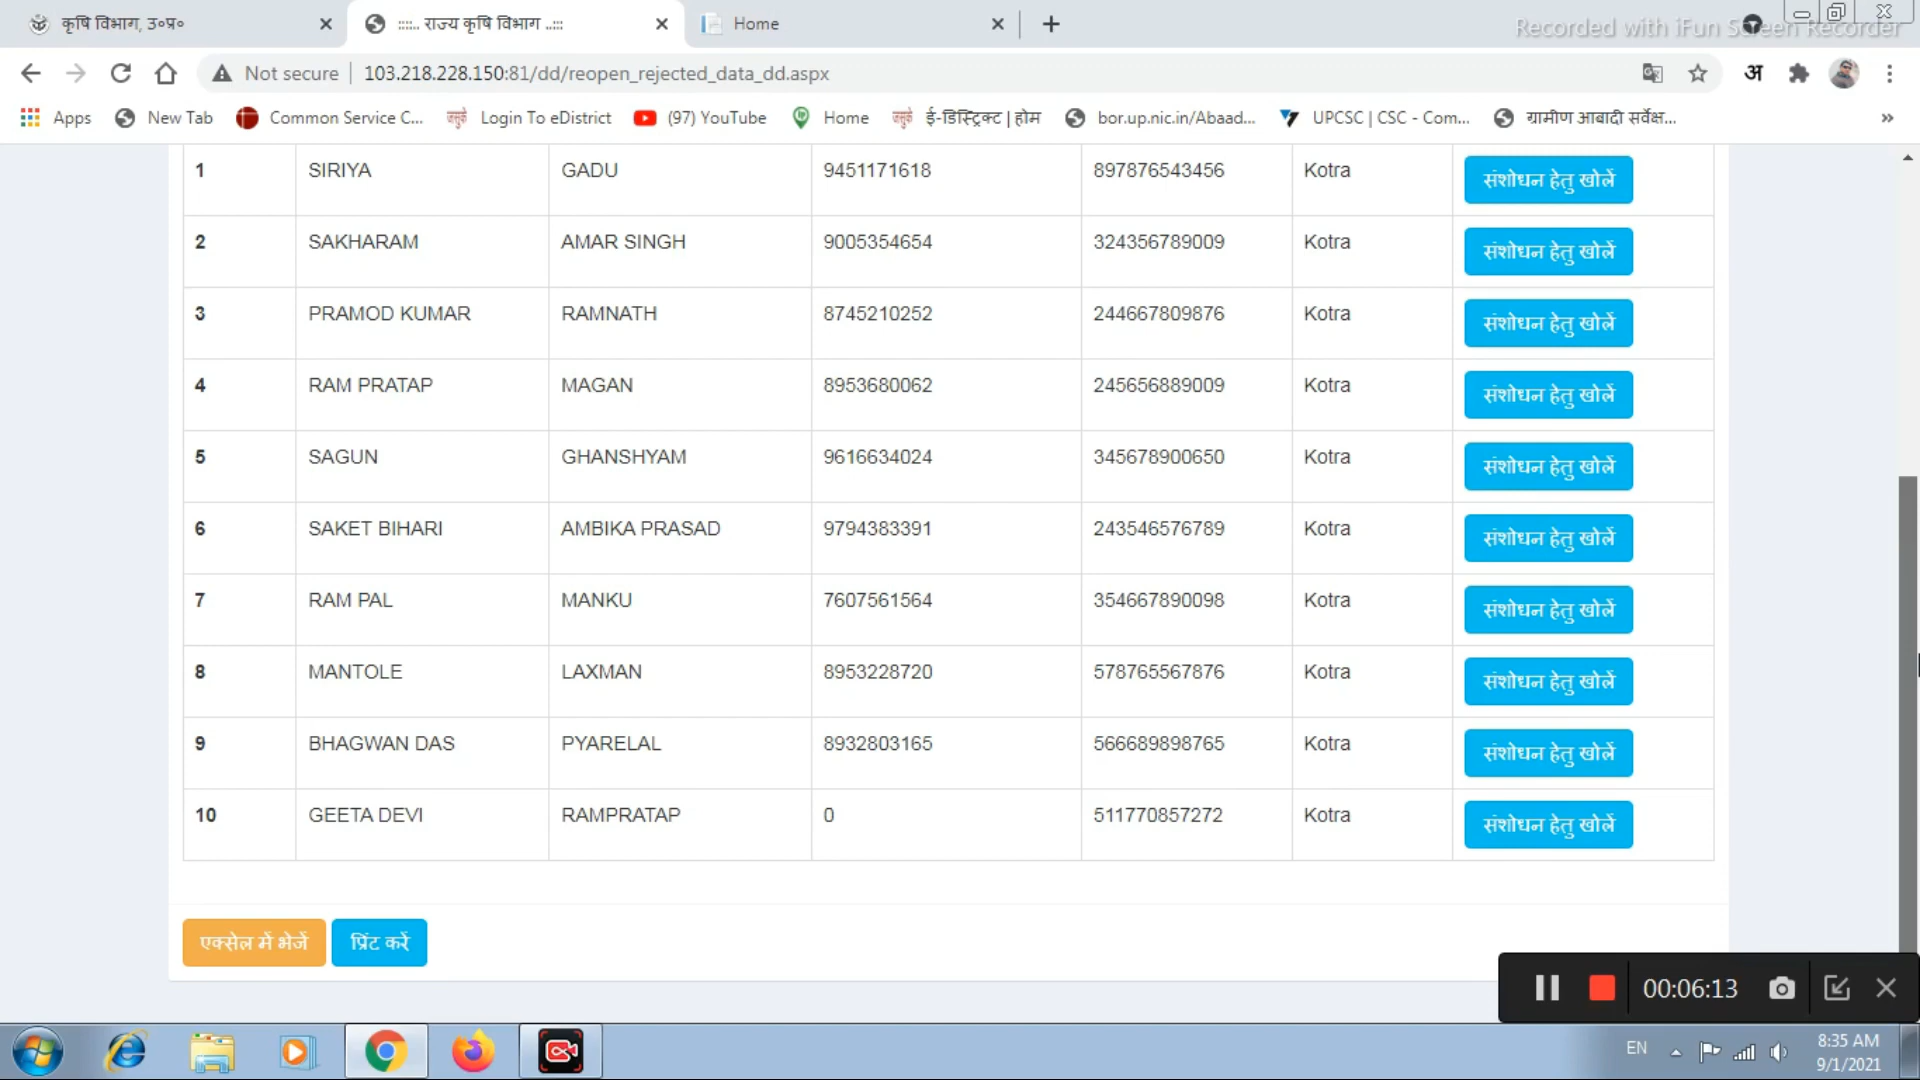 कृषि विभाग, उ०प्र०
::::.. राज्य कृषि विभाग ..::::
Home
Recorded with iFun Screen Recorder
Not secure
103.218.228.150:81/dd/reopen_rejected_data_dd.aspx
अ
Apps
New Tab
Common Service C...
Login To eDistrict
(97) YouTube
Home
ई-डिस्ट्रिक्ट | होम
bor.up.nic.in/Abaad...
UPCSC | CSC - Com...
ग्रामीण आबादी सर्वेक्ष...
»
1 SIRIYA GADU 9451171618 897876543456 Kotra संशोधन हेतु खोलें
2 SAKHARAM AMAR SINGH 9005354654 324356789009 Kotra संशोधन हेतु खोलें
3 PRAMOD KUMAR RAMNATH 8745210252 244667809876 Kotra संशोधन हेतु खोलें
4 RAM PRATAP MAGAN 8953680062 245656889009 Kotra संशोधन हेतु खोलें
5 SAGUN GHANSHYAM 9616634024 345678900650 Kotra संशोधन हेतु खोलें
6 SAKET BIHARI AMBIKA PRASAD 9794383391 243546576789 Kotra संशोधन हेतु खोलें
7 RAM PAL MANKU 7607561564 354667890098 Kotra संशोधन हेतु खोलें
8 MANTOLE LAXMAN 8953228720 578765567876 Kotra संशोधन हेतु खोलें
9 BHAGWAN DAS PYARELAL 8932803165 566689898765 Kotra संशोधन हेतु खोलें
10 GEETA DEVI RAMPRATAP 0 511770857272 Kotra संशोधन हेतु खोलें
एक्सेल में भेजें
प्रिंट करें
00:06:13
EN
8:35 AM
9/1/2021